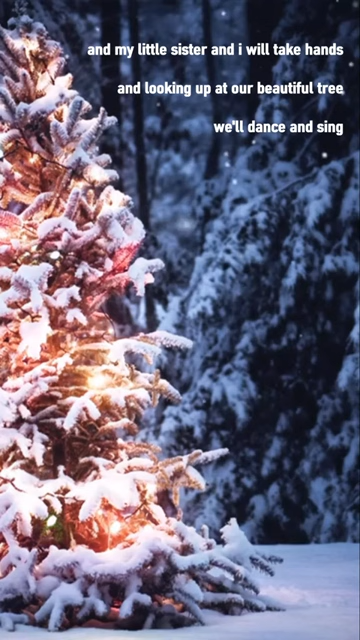 and my little sister and i will take hands
and looking up at our beautiful tree
we'll dance and sing